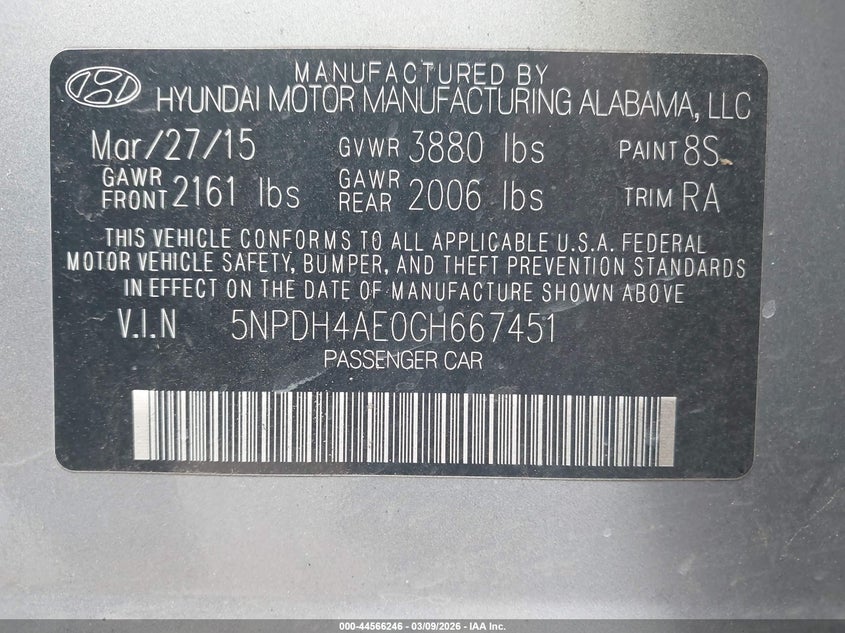 MANUFACTURED BY
HYUNDAI MOTOR MANUFACTURING ALABAMA, LLC
Mar/27/15 GVWR 3880 lbs PAINT 8S
GAWR FRONT 2161 lbs GAWR REAR 2006 lbs TRIM RA
THIS VEHICLE CONFORMS TO ALL APPLICABLE U.S.A. FEDERAL
MOTOR VEHICLE SAFETY, BUMPER, AND THEFT PREVENTION STANDARDS
IN EFFECT ON THE DATE OF MANUFACTURE SHOWN ABOVE
V.I.N 5NPDH4AE0GH667451
PASSENGER CAR
000-44566246 - 03/09/2026 - IAA Inc.